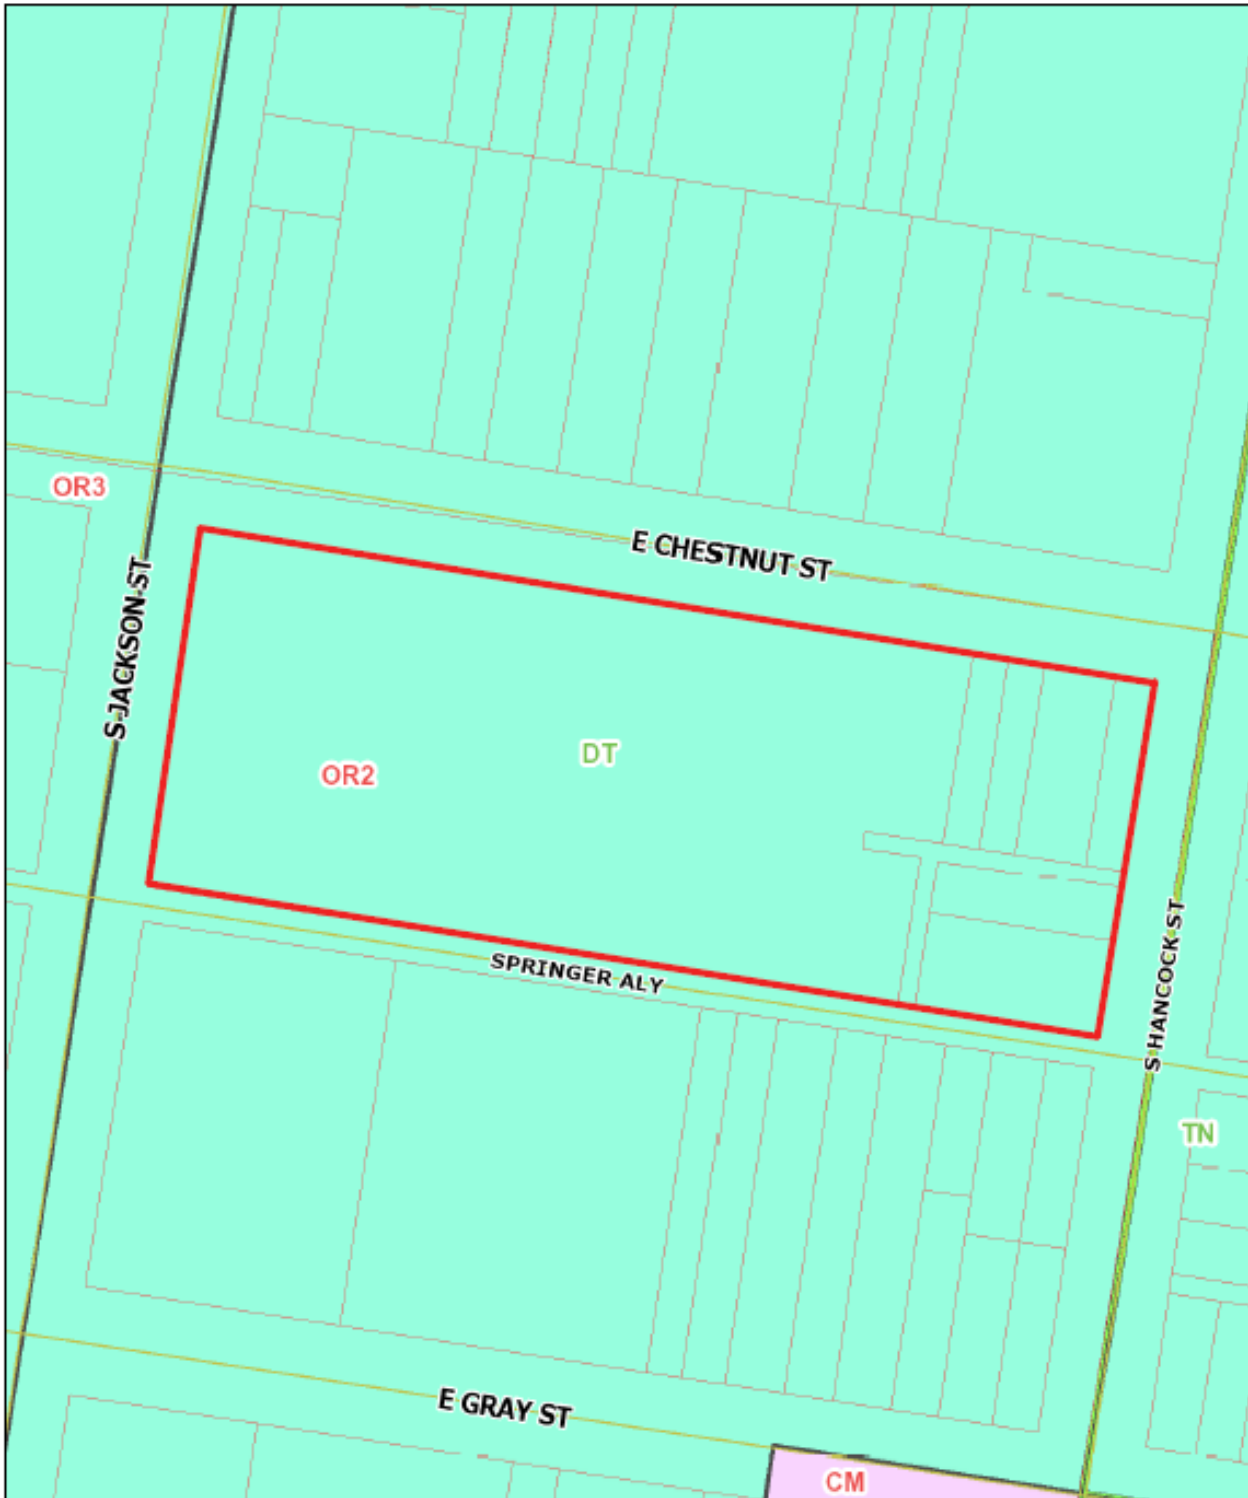 OR3
E CHESTNUT ST
S JACKSON ST
DT
OR2
S HANCOCK ST
SPRINGER ALY
TN
E GRAY ST
CM